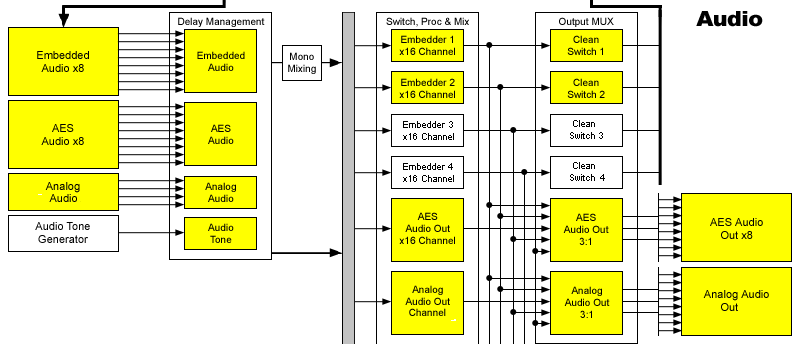 Audio
Delay Management
Switch, Proc & Mix
Output MUX
Embedded
Audio x8
Embedded
Audio
Mono
Mixing
Embedder 1
x16 Channel
Clean
Switch 1
Embedder 2
x16 Channel
Clean
Switch 2
AES
Audio x8
AES
Audio
Embedder 3
x16 Channel
Clean
Switch 3
Embedder 4
x16 Channel
Clean
Switch 4
Analog
Audio
Analog
Audio
Audio Tone
Generator
Audio
Tone
AES
Audio Out
x16 Channel
AES
Audio Out
3:1
AES Audio
Out x8
Analog
Audio Out
Channel
Analog
Audio Out
3:1
Analog Audio
Out